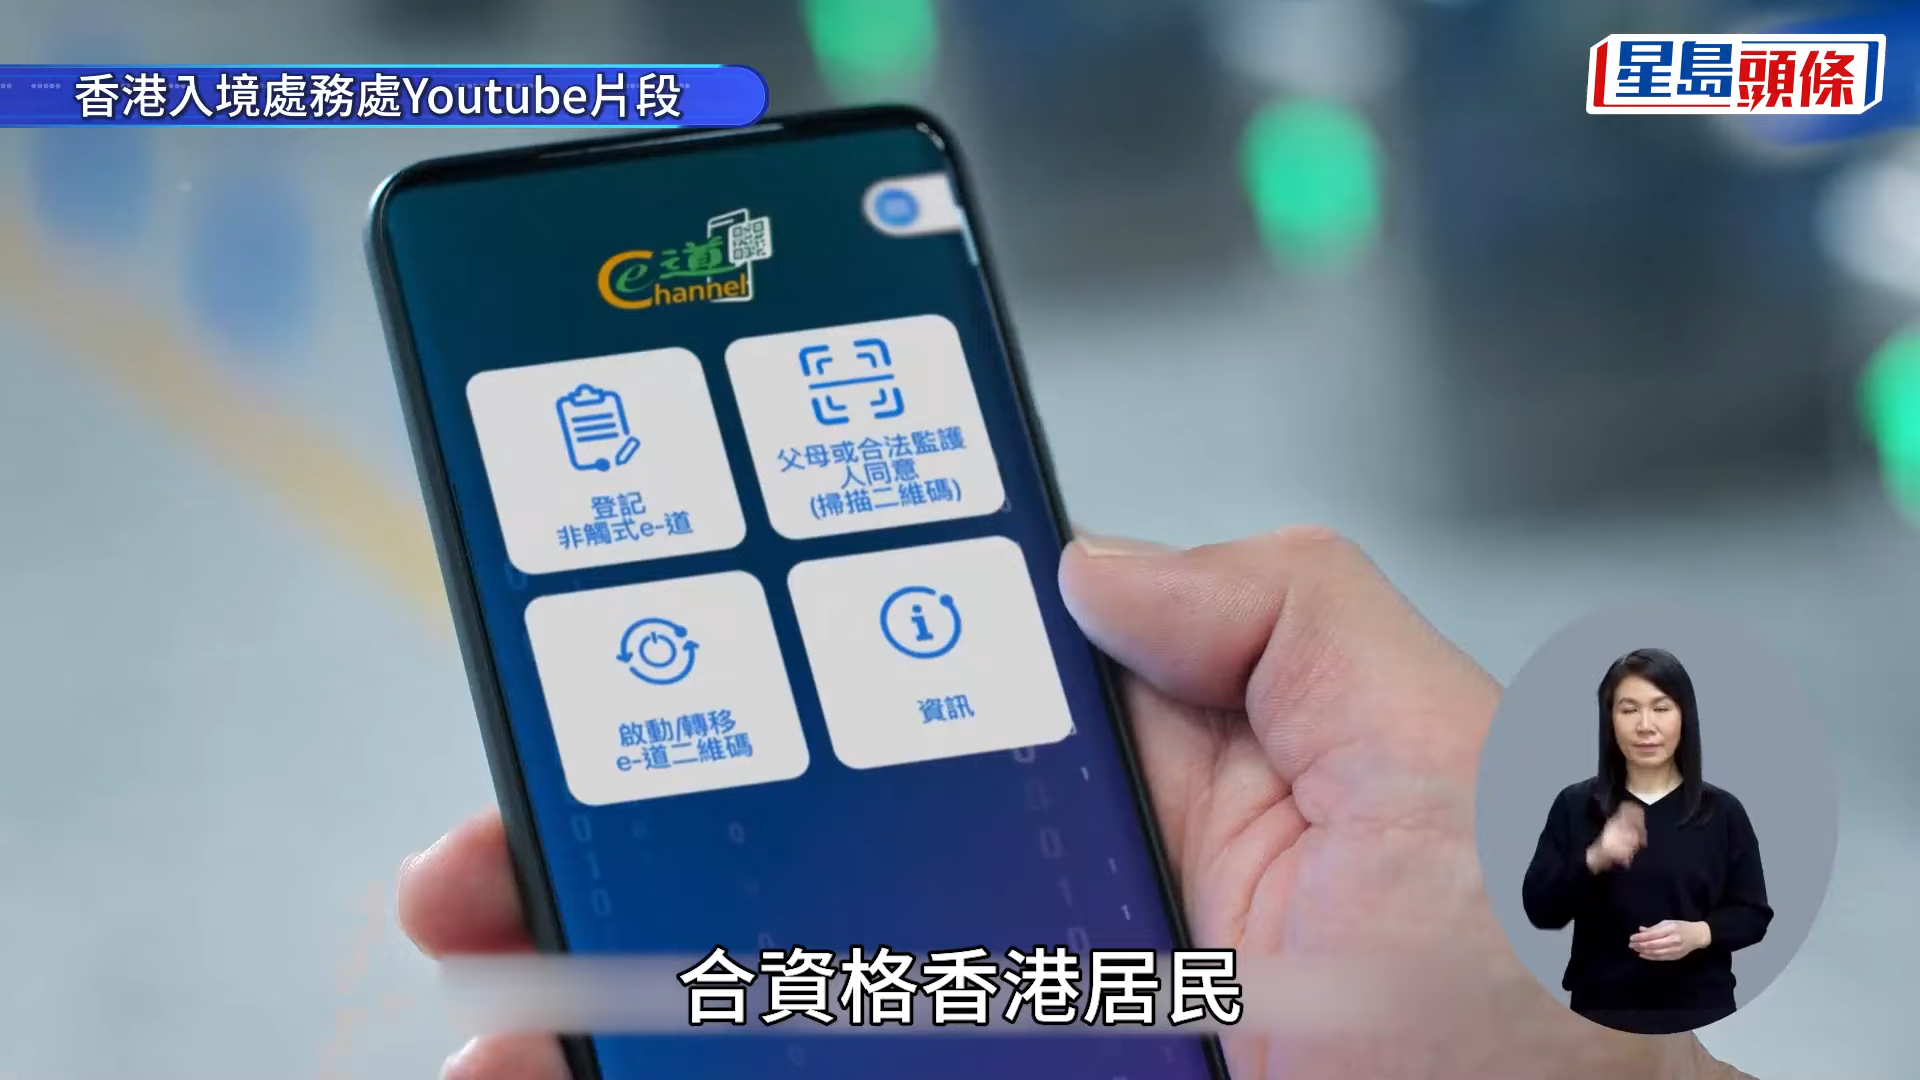 香港入境處務處Youtube片段
星島頭條
e-道
eChannel
登記
非觸式e-道
父母或合法監護
人同意
(掃描二維碼)
啟動/轉移
e-道二維碼
資訊
合資格香港居民